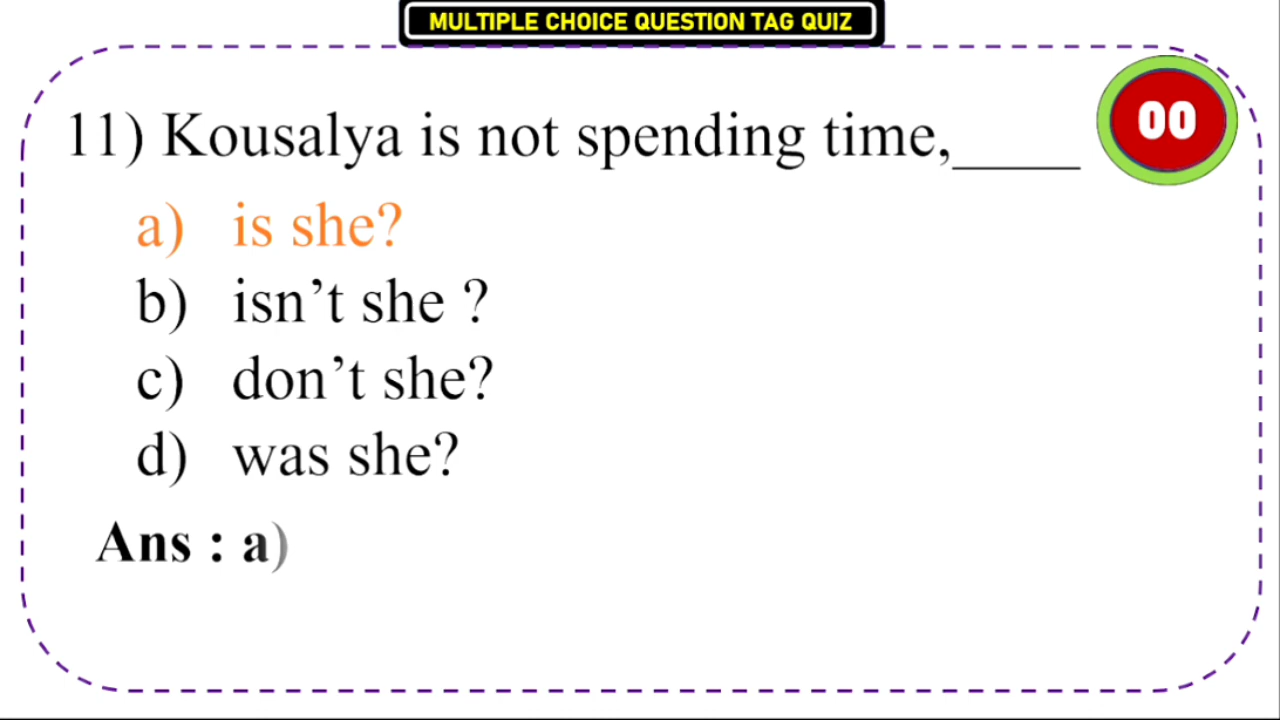 MULTIPLE CHOICE QUESTION TAG QUIZ
00
11) Kousalya is not spending time,_____
a) is she?
b) isn’t she ?
c) don’t she?
d) was she?
Ans : a)